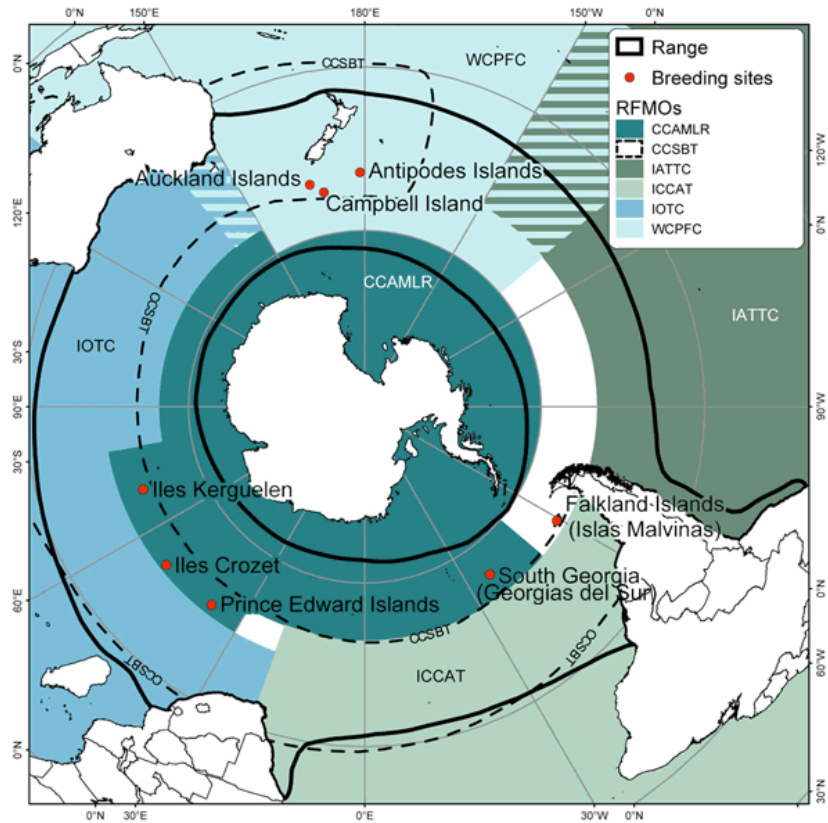 0°N 150°E 180°E 150°W 0°N
0°N
CCSBT
WCPFC
Range
Breeding sites
RFMOs
CCAMLR
CCSBT
IATTC
ICCAT
IOTC
WCPFC
120°W
Auckland Islands
Antipodes Islands
Campbell Island
120°E
0°N
CCAMLR
CCSBT
IATTC
IOTC
30°S
90°E
90°W
30°S
Iles Kerguelen
Falkland Islands
(Islas Malvinas)
Iles Crozet
South Georgia
(Georgias del Sur)
Prince Edward Islands
60°E
0°N
CCSBT
CCSBT
CCSBT
ICCAT
60°W
0°N
30°N
0°N 30°E 0°E 30°W 0°N